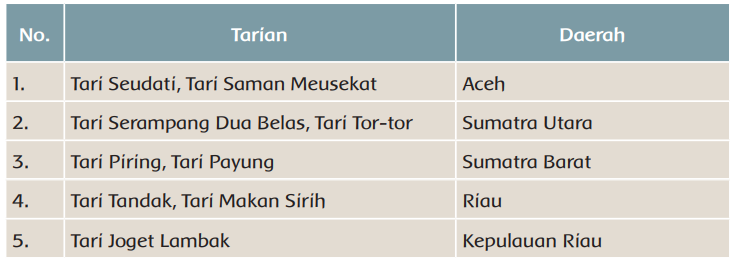 No. Tarian Daerah
1. Tari Seudati, Tari Saman Meusekat Aceh
2. Tari Serampang Dua Belas, Tari Tor-tor Sumatra Utara
3. Tari Piring, Tari Payung Sumatra Barat
4. Tari Tandak, Tari Makan Sirih Riau
5. Tari Joget Lambak Kepulauan Riau